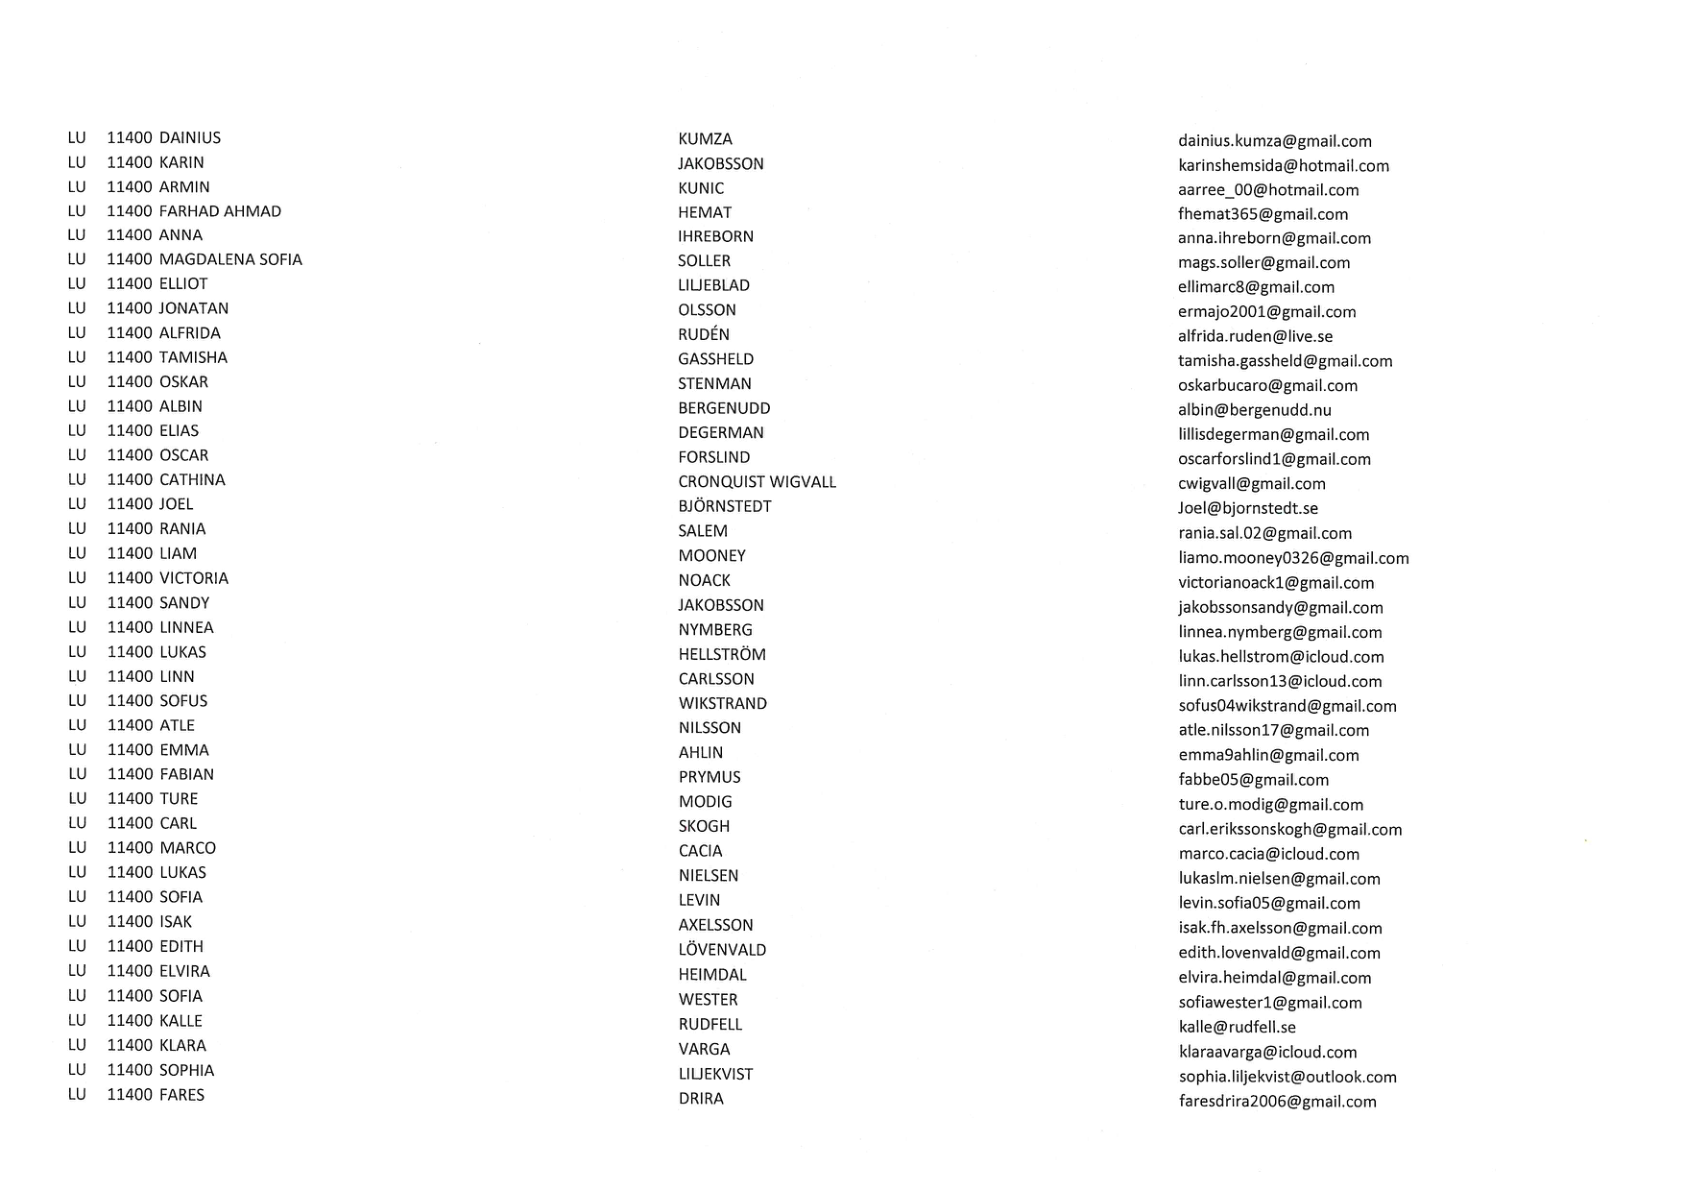 LU 11400 DAINIUS KUMZA dainius.kumza@gmail.com
LU 11400 KARIN JAKOBSSON karinshemsida@hotmail.com
LU 11400 ARMIN KUNIC aarree_00@hotmail.com
LU 11400 FARHAD AHMAD HEMAT fhemat365@gmail.com
LU 11400 ANNA IHREBORN anna.ihreborn@gmail.com
LU 11400 MAGDALENA SOFIA SOLLER mags.soller@gmail.com
LU 11400 ELLIOT LILJEBLAD ellimarc8@gmail.com
LU 11400 JONATAN OLSSON ermajo2001@gmail.com
LU 11400 ALFRIDA RUDÉN alfrida.ruden@live.se
LU 11400 TAMISHA GASSHELD tamisha.gassheld@gmail.com
LU 11400 OSKAR STENMAN oskarbucaro@gmail.com
LU 11400 ALBIN BERGENUDD albin@bergenudd.nu
LU 11400 ELIAS DEGERMAN lillisdegerman@gmail.com
LU 11400 OSCAR FORSLIND oscarforslind1@gmail.com
LU 11400 CATHINA CRONQUIST WIGVALL cwigvall@gmail.com
LU 11400 JOEL BJÖRNSTEDT Joel@bjornstedt.se
LU 11400 RANIA SALEM rania.sal.02@gmail.com
LU 11400 LIAM MOONEY liamo.mooney0326@gmail.com
LU 11400 VICTORIA NOACK victorianoack1@gmail.com
LU 11400 SANDY JAKOBSSON jakobssonsandy@gmail.com
LU 11400 LINNEA NYMBERG linnea.nymberg@gmail.com
LU 11400 LUKAS HELLSTRÖM lukas.hellstrom@icloud.com
LU 11400 LINN CARLSSON linn.carlsson13@icloud.com
LU 11400 SOFUS WIKSTRAND sofus04wikstrand@gmail.com
LU 11400 ATLE NILSSON atle.nilsson17@gmail.com
LU 11400 EMMA AHLIN emma9ahlin@gmail.com
LU 11400 FABIAN PRYMUS fabbe05@gmail.com
LU 11400 TURE MODIG ture.o.modig@gmail.com
LU 11400 CARL SKOGH carl.erikssonskogh@gmail.com
LU 11400 MARCO CACIA marco.cacia@icloud.com
LU 11400 LUKAS NIELSEN lukaslm.nielsen@gmail.com
LU 11400 SOFIA LEVIN levin.sofia05@gmail.com
LU 11400 ISAK AXELSSON isak.fh.axelsson@gmail.com
LU 11400 EDITH LÖVENVALD edith.lovenvald@gmail.com
LU 11400 ELVIRA HEIMDAL elvira.heimdal@gmail.com
LU 11400 SOFIA WESTER sofiawester1@gmail.com
LU 11400 KALLE RUDFELL kalle@rudfell.se
LU 11400 KLARA VARGA klaraavarga@icloud.com
LU 11400 SOPHIA LILJEKVIST sophia.liljekvist@outlook.com
LU 11400 FARES DRIRA faresdrira2006@gmail.com